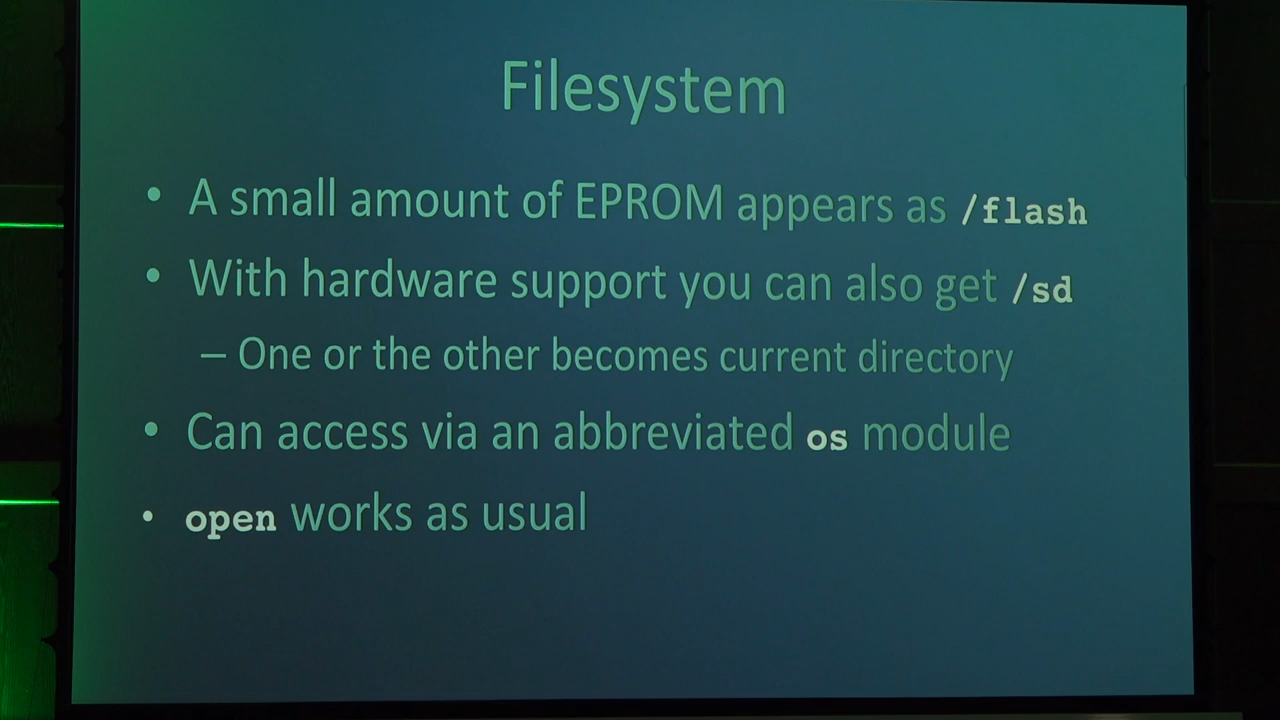 Filesystem
• A small amount of EPROM appears as /flash
• With hardware support you can also get /sd
– One or the other becomes current directory
• Can access via an abbreviated os module
• open works as usual